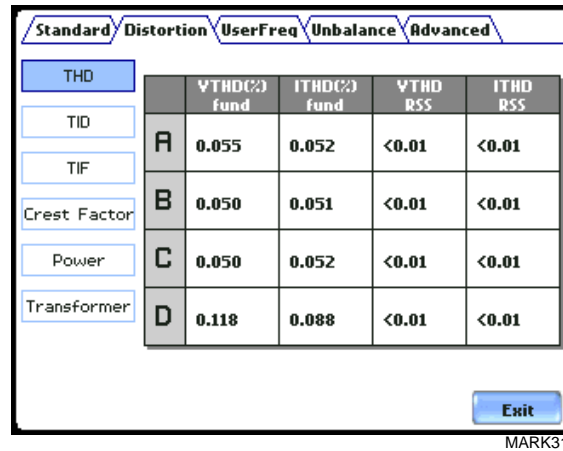 Standard Distortion UserFreq Unbalance Advanced
THD
TID
TIF
Crest Factor
Power
Transformer
VTHD(%) fund ITHD(%) fund VTHD RSS ITHD RSS
A 0.055 0.052 <0.01 <0.01
B 0.050 0.051 <0.01 <0.01
C 0.050 0.052 <0.01 <0.01
D 0.118 0.088 <0.01 <0.01
Exit